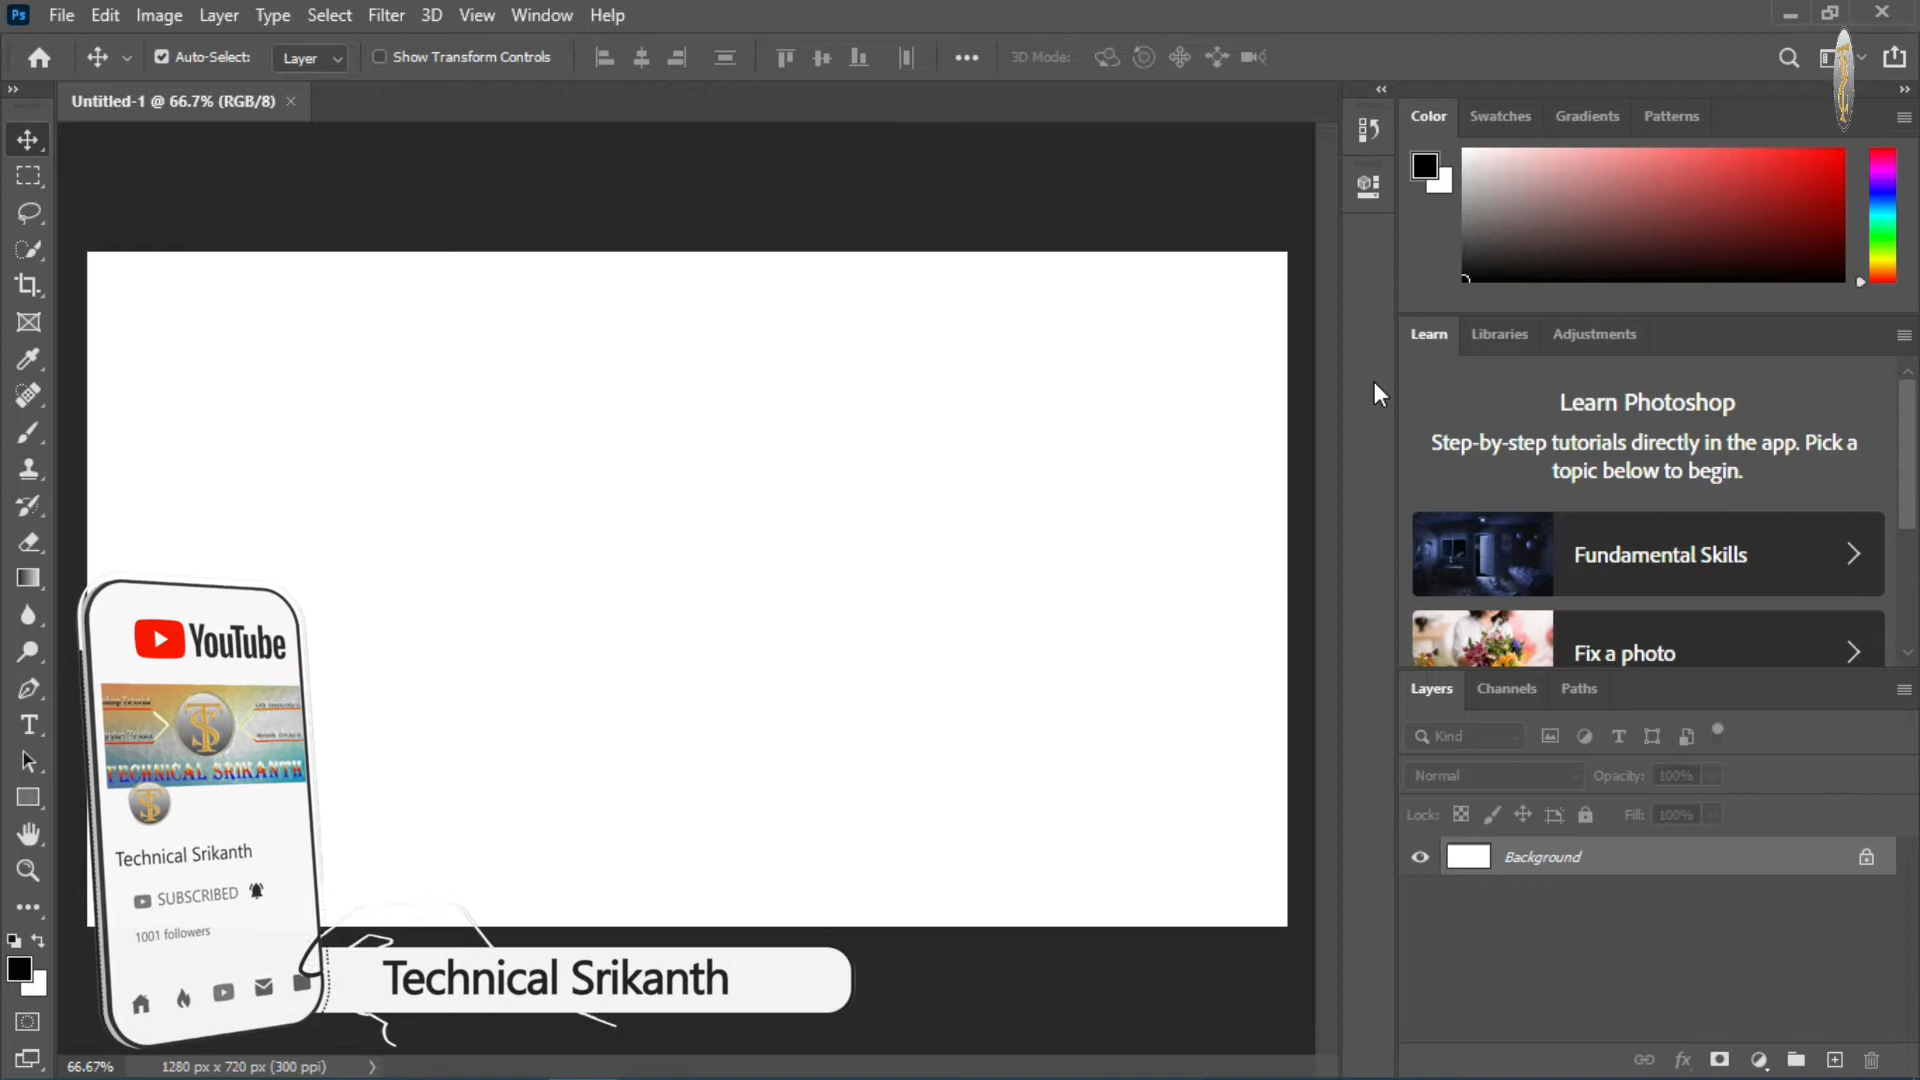 Ps File Edit Image Layer Type Select Filter 3D View Window Help
Auto-Select: Layer Show Transform Controls 3D Mode:
Untitled-1 @ 66.7% (RGB/8)
Color Swatches Gradients Patterns
Learn Libraries Adjustments
Learn Photoshop
Step-by-step tutorials directly in the app. Pick a
topic below to begin.
Fundamental Skills
Fix a photo
Layers Channels Paths
Kind
Normal Opacity: 100%
Lock: Fill: 100%
Background
YouTube
TECHNICAL SRIKANTH
Technical Srikanth
SUBSCRIBED
1001 followers
Technical Srikanth
66.67% 1280 px x 720 px (300 ppi)